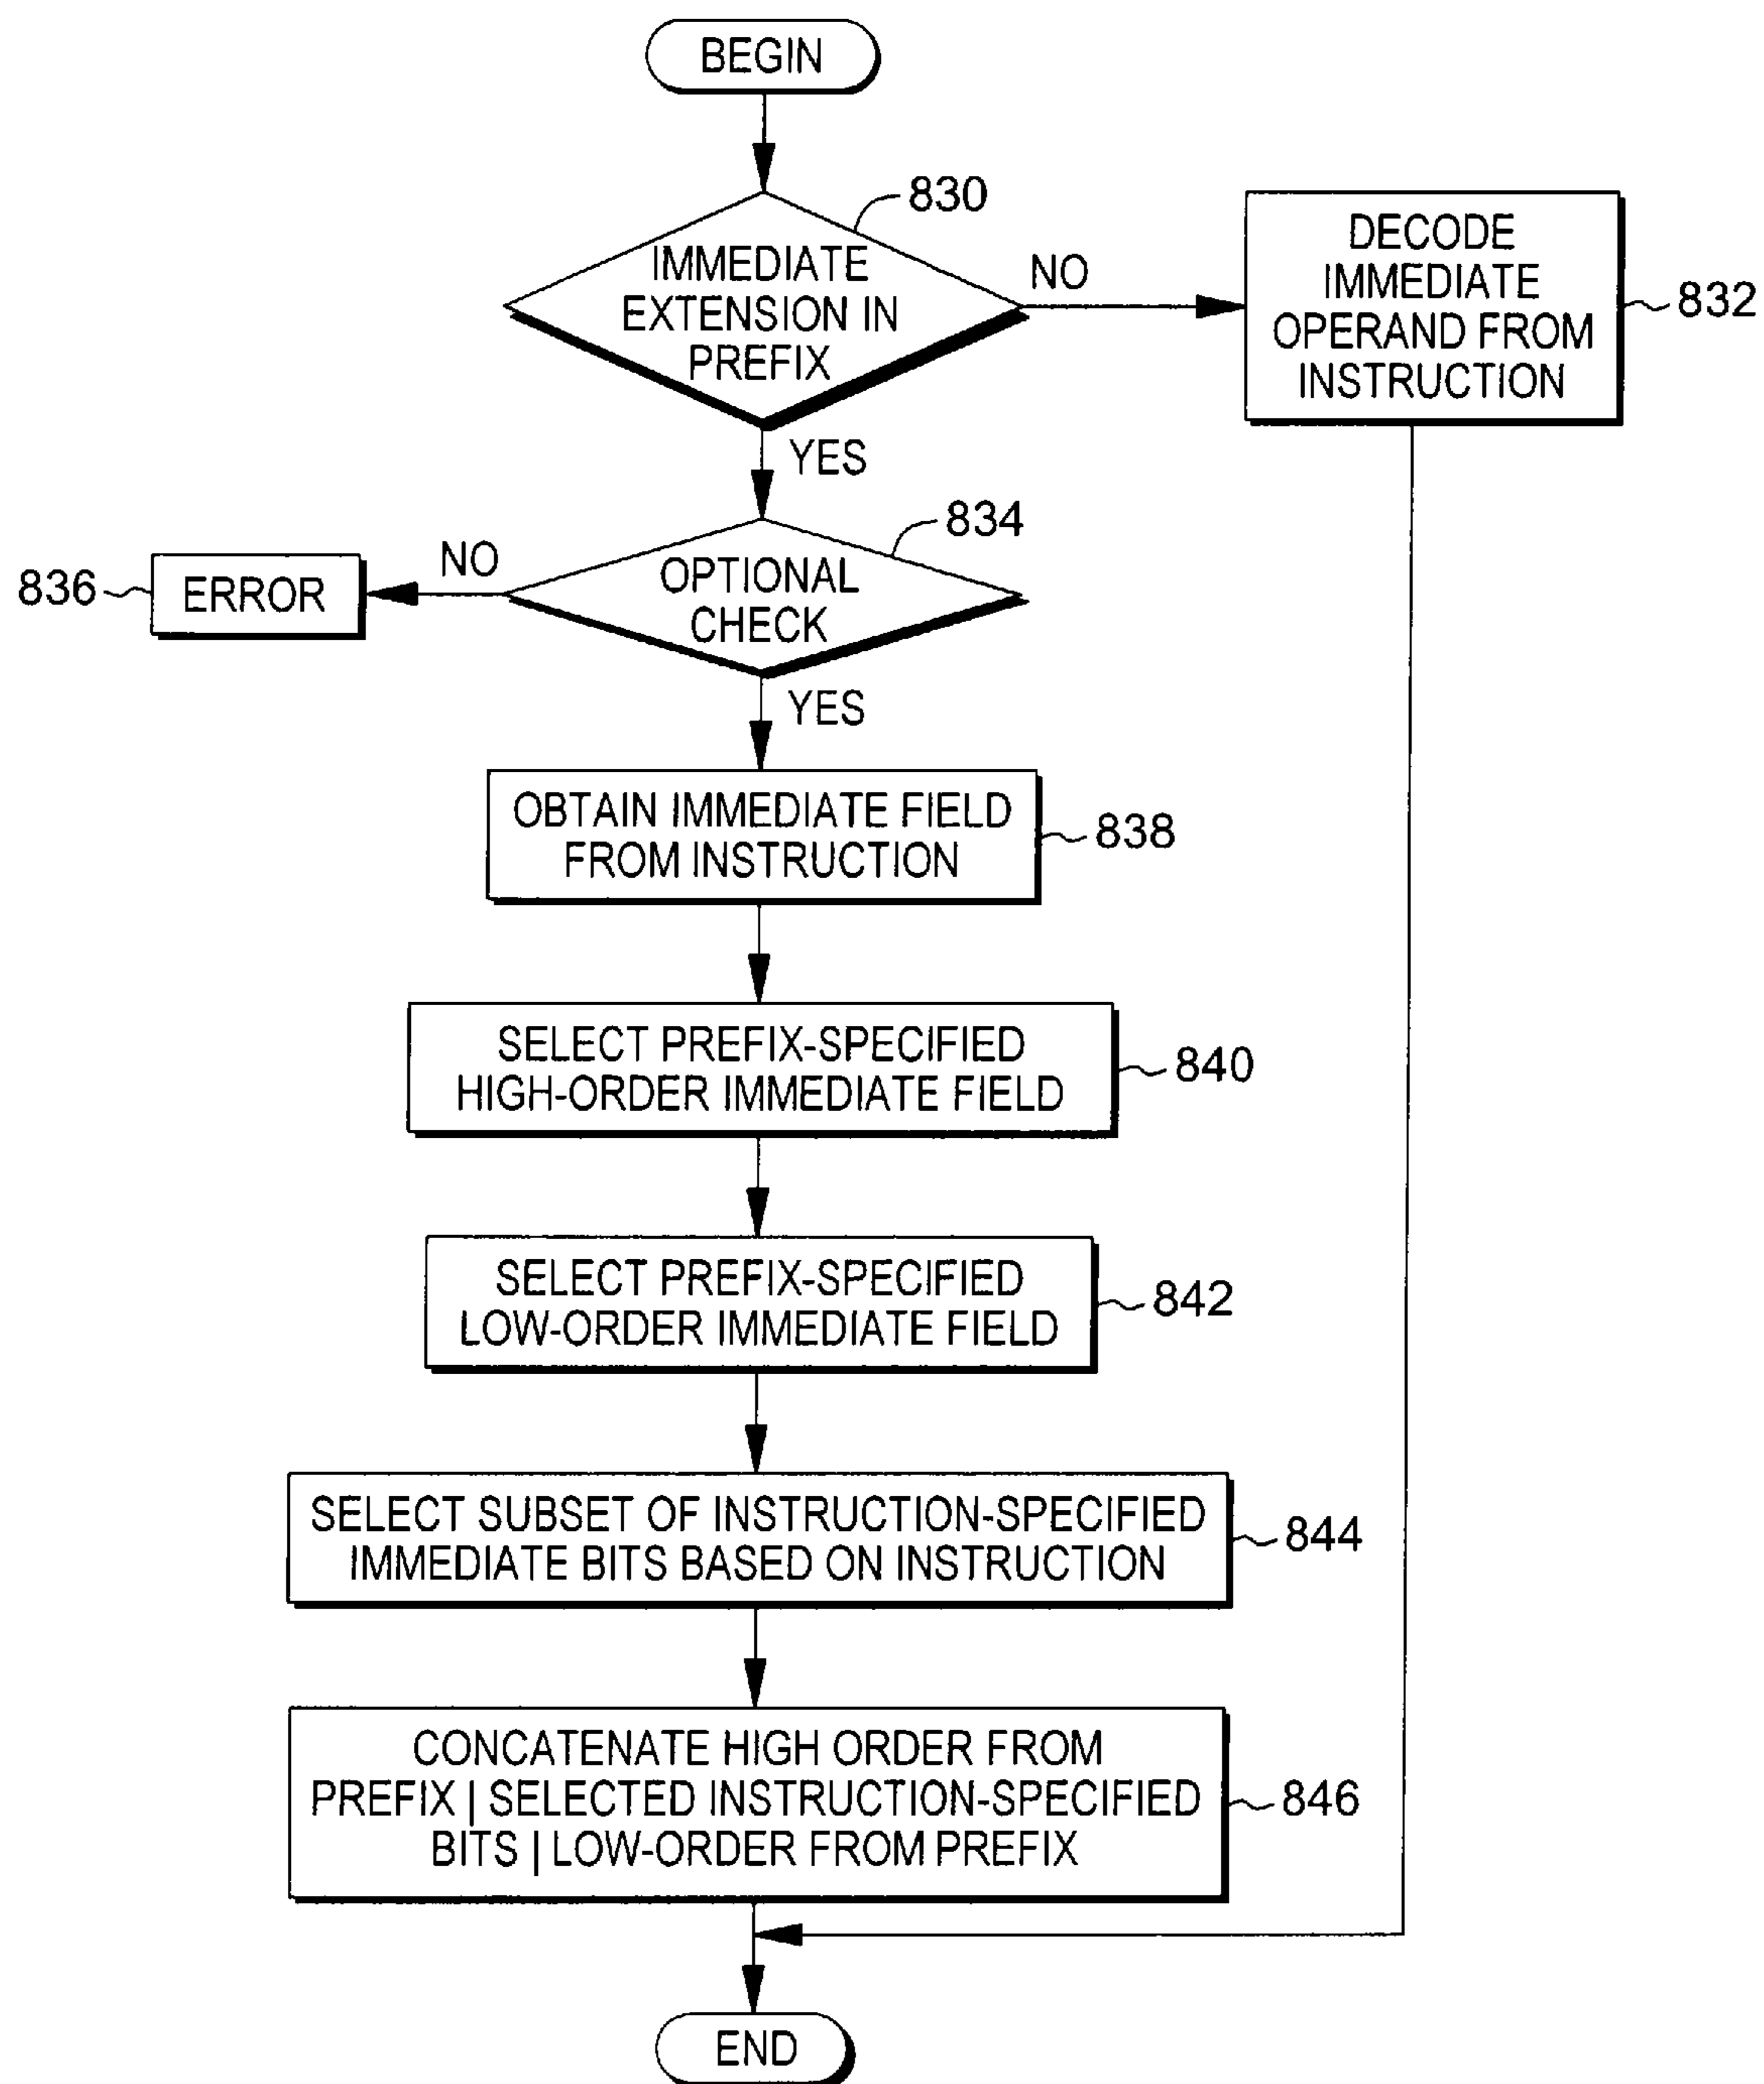 BEGIN
830
IMMEDIATE
EXTENSION IN
PREFIX
NO
DECODE
IMMEDIATE
OPERAND FROM
INSTRUCTION
832
YES
834
OPTIONAL
CHECK
NO
836
ERROR
YES
OBTAIN IMMEDIATE FIELD
FROM INSTRUCTION
838
SELECT PREFIX-SPECIFIED
HIGH-ORDER IMMEDIATE FIELD
840
SELECT PREFIX-SPECIFIED
LOW-ORDER IMMEDIATE FIELD
842
SELECT SUBSET OF INSTRUCTION-SPECIFIED
IMMEDIATE BITS BASED ON INSTRUCTION
844
CONCATENATE HIGH ORDER FROM
PREFIX | SELECTED INSTRUCTION-SPECIFIED
BITS | LOW-ORDER FROM PREFIX
846
END